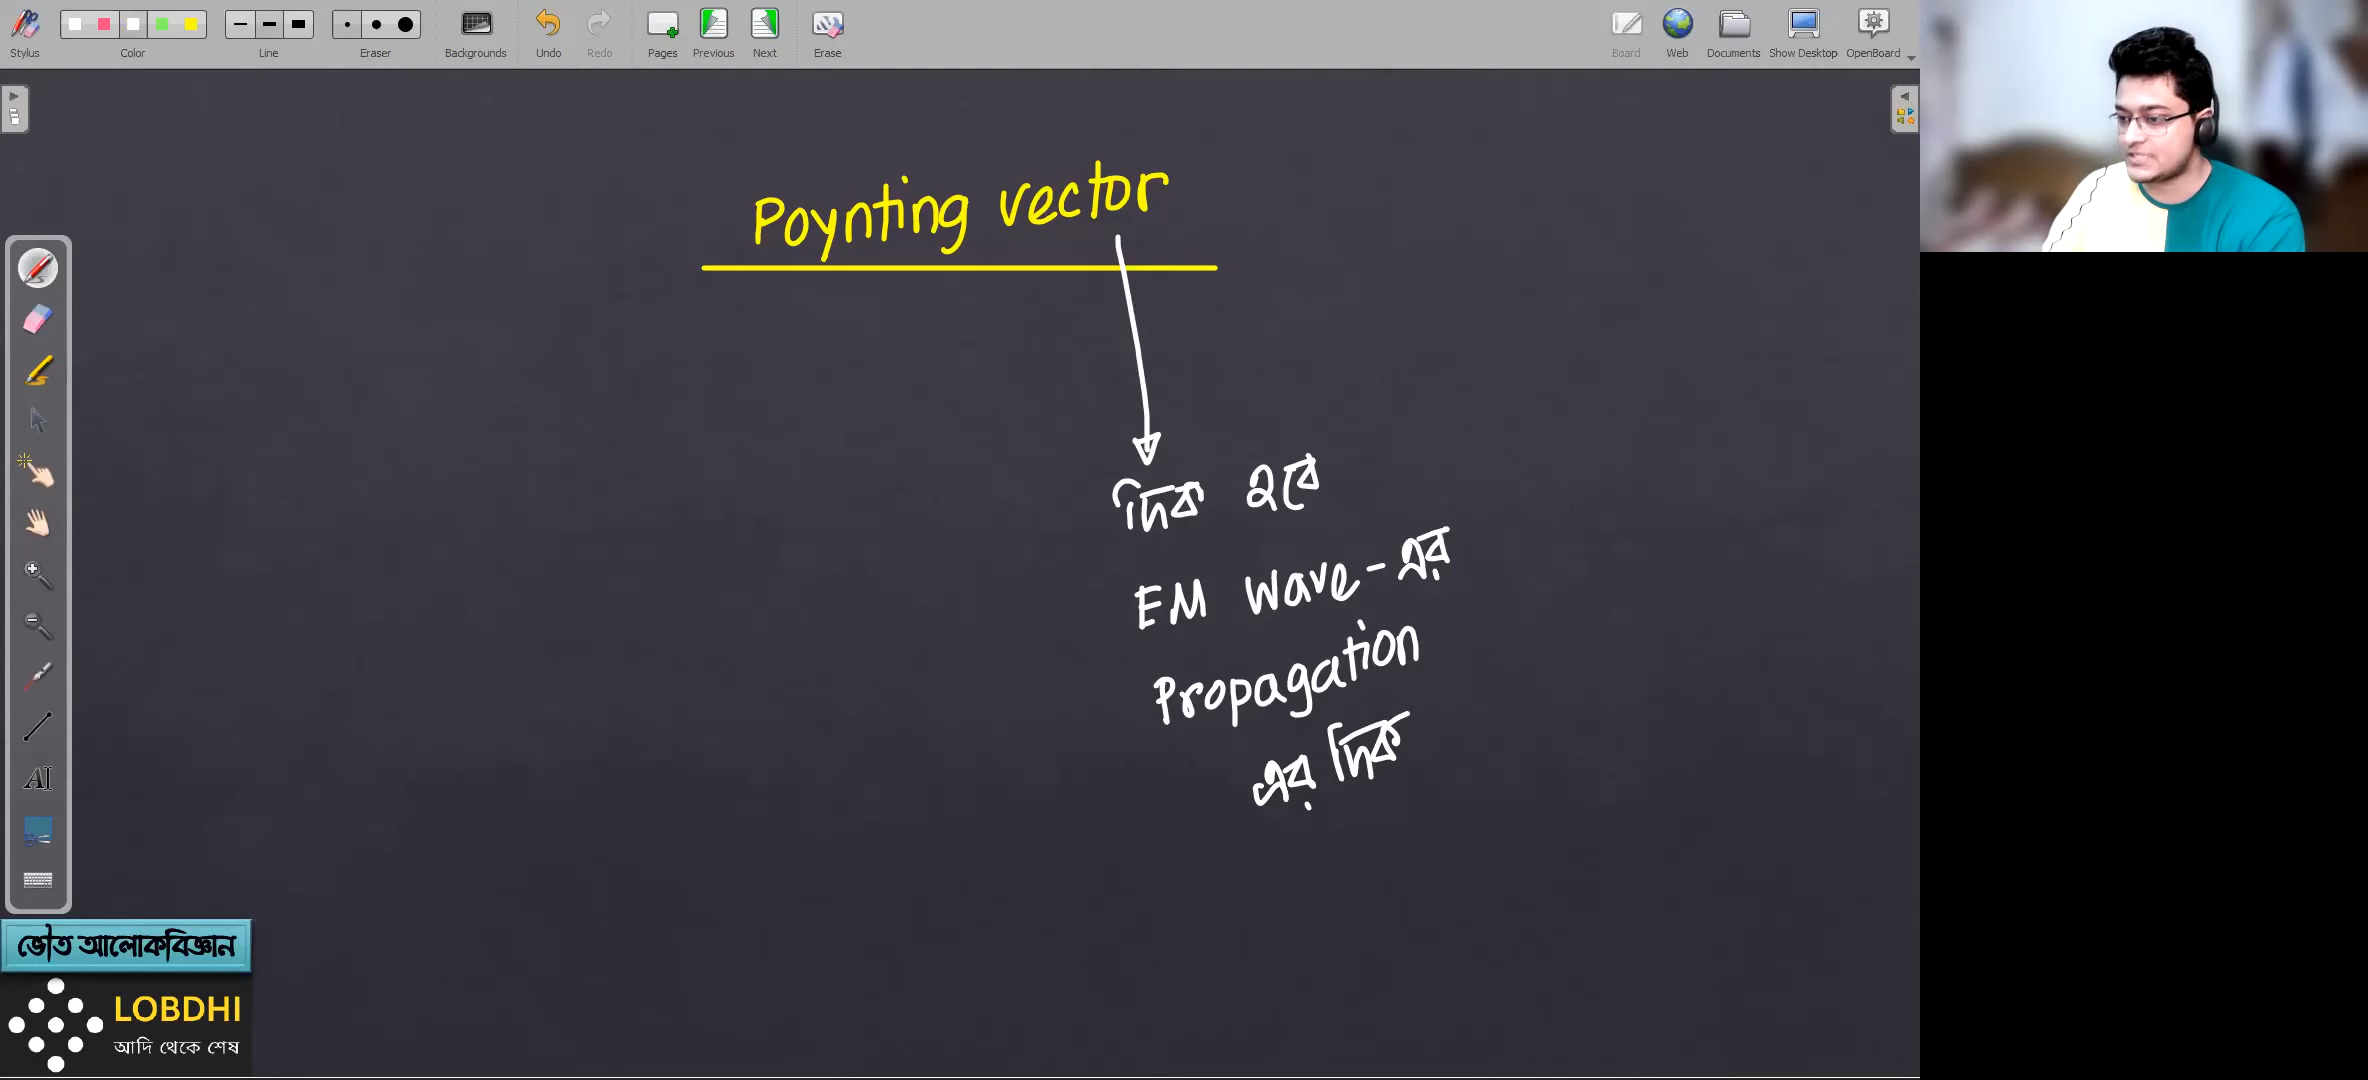 Stylus
Color
Line
Eraser
Backgrounds
Undo
Redo
Pages
Previous
Next
Erase
Board
Web
Documents
Show Desktop
OpenBoard
Poynting vector
দিক হবে
EM Wave-এর
Propagation
এর দিক
AI
ভৌত আলোকবিজ্ঞান
LOBDHI
আদি থেকে শেষ